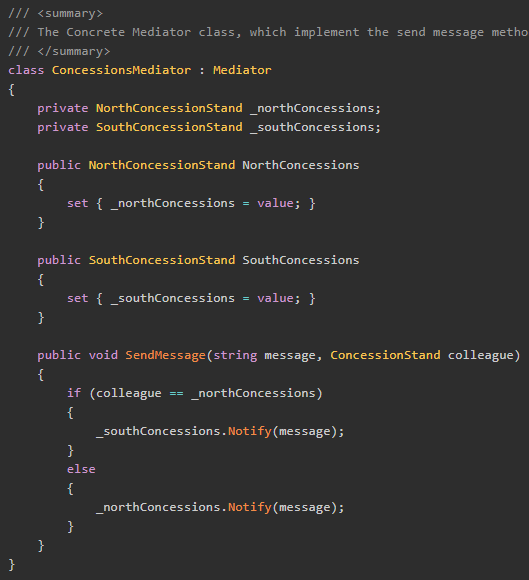 /// <summary>
/// The Concrete Mediator class, which implement the send message metho
/// </summary>
class ConcessionsMediator : Mediator
{
    private NorthConcessionStand _northConcessions;
    private SouthConcessionStand _southConcessions;
    public NorthConcessionStand NorthConcessions
    {
        set { _northConcessions = value; }
    }
    public SouthConcessionStand SouthConcessions
    {
        set { _southConcessions = value; }
    }
    public void SendMessage(string message, ConcessionStand colleague)
    {
        if (colleague == _northConcessions)
        {
            _southConcessions.Notify(message);
        }
        else
        {
            _northConcessions.Notify(message);
        }
    }
}